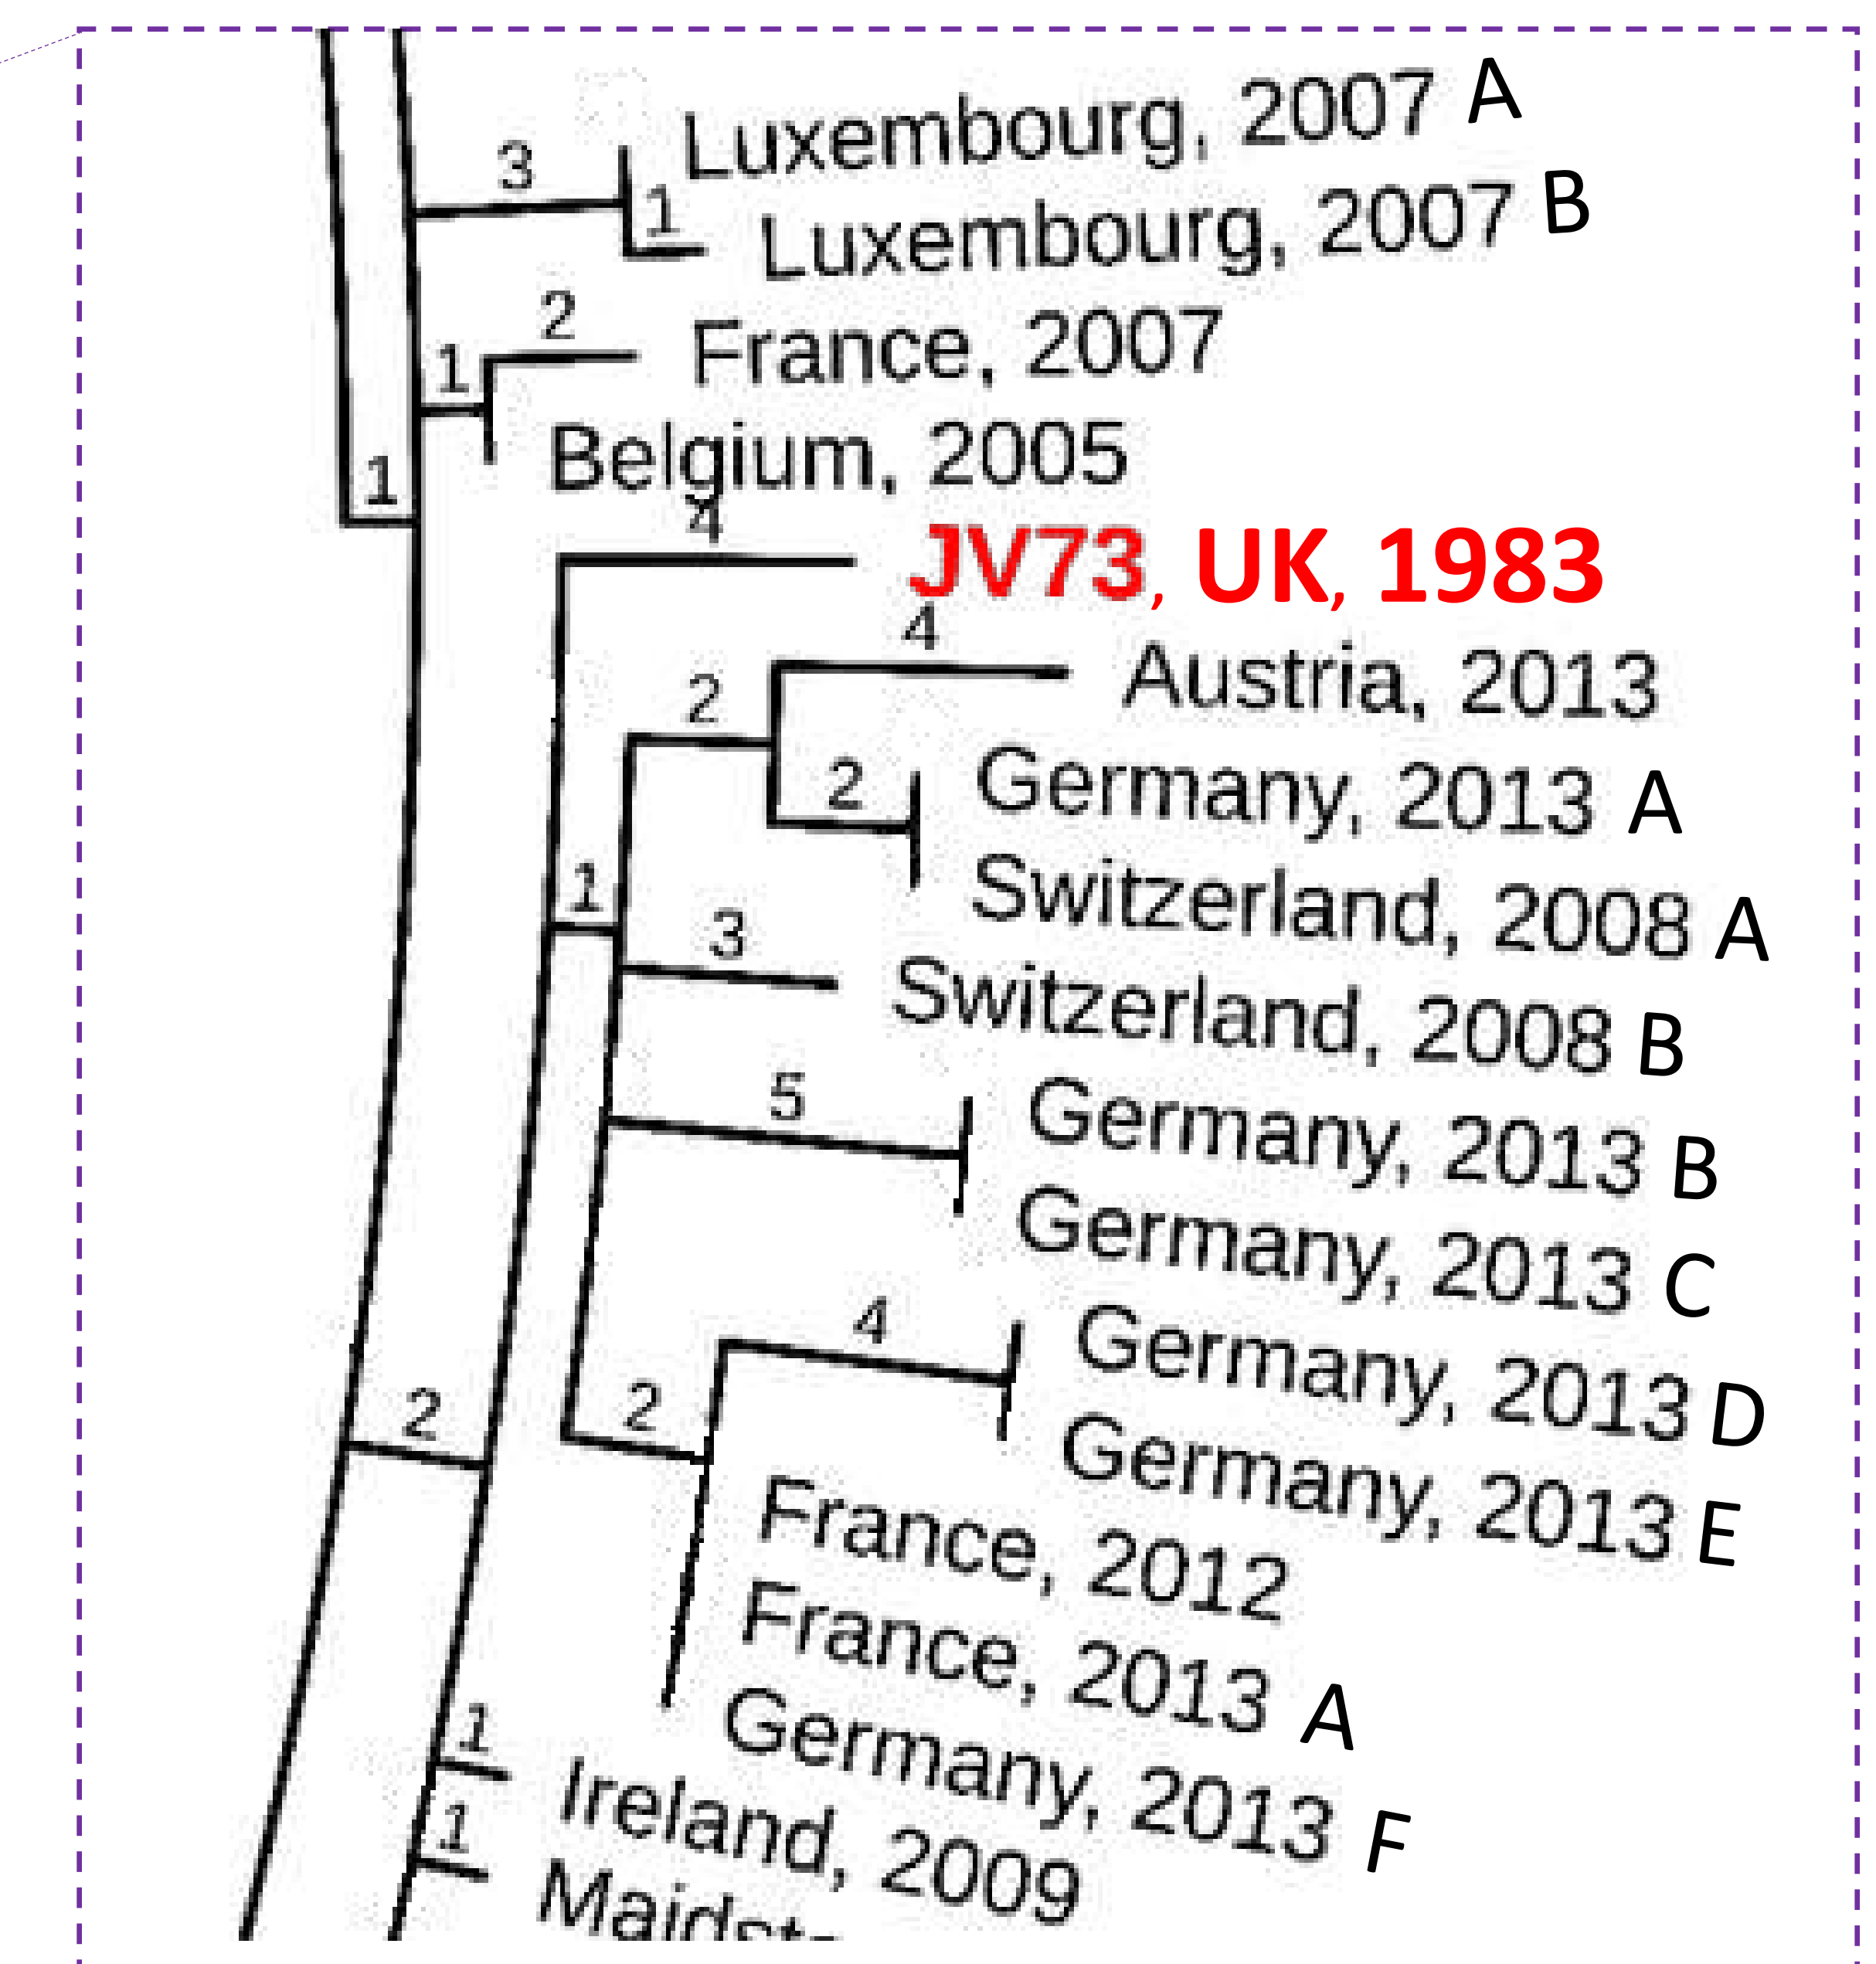 Luxembourg, 2007 A
3
1
Luxembourg, 2007 B
2
France, 2007
1
Belgium, 2005
1
4
JV73, UK, 1983
4
Austria, 2013
2
Germany, 2013 A
2
Switzerland, 2008 A
1
3
Switzerland, 2008 B
5
Germany, 2013 B
Germany, 2013 C
4
Germany, 2013 D
2
2
Germany, 2013 E
France, 2012
France, 2013 A
Germany, 2013 F
1
Ireland, 2009
1